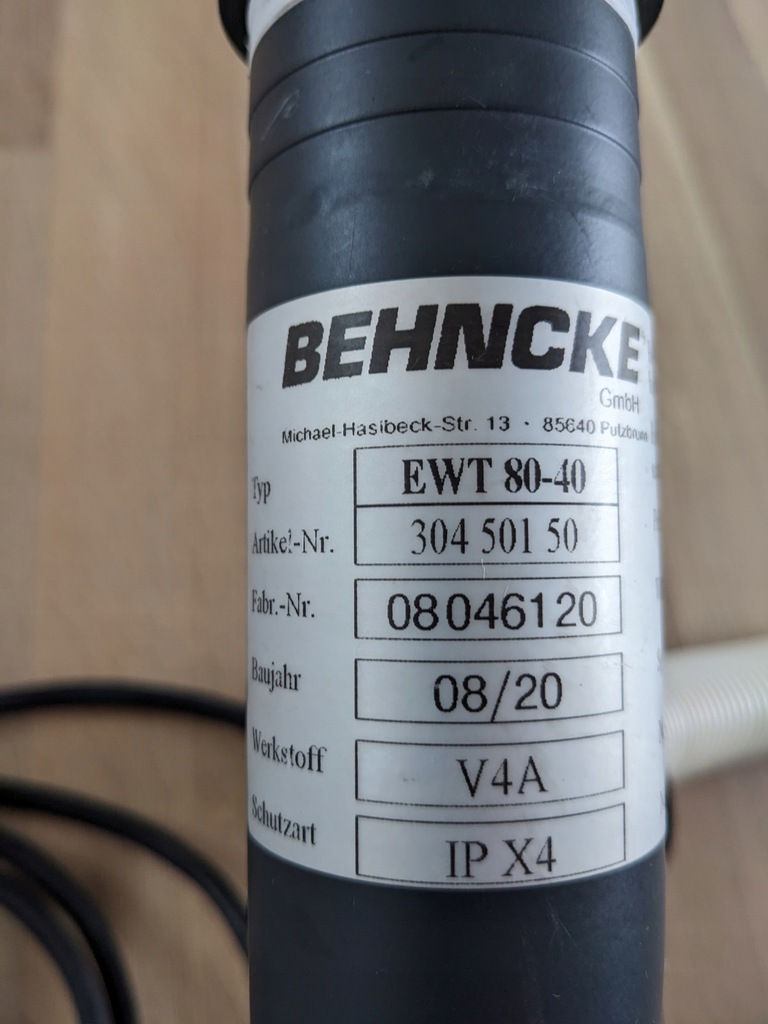 BEHNCKE
GmbH
Michael-Haslbeck-Str. 13 · 85640 Putzbrunn
Typ EWT 80-40
Artikel-Nr. 304 501 50
Fabr.-Nr. 08046120
Baujahr 08/20
Werkstoff V4A
Schutzart IP X4